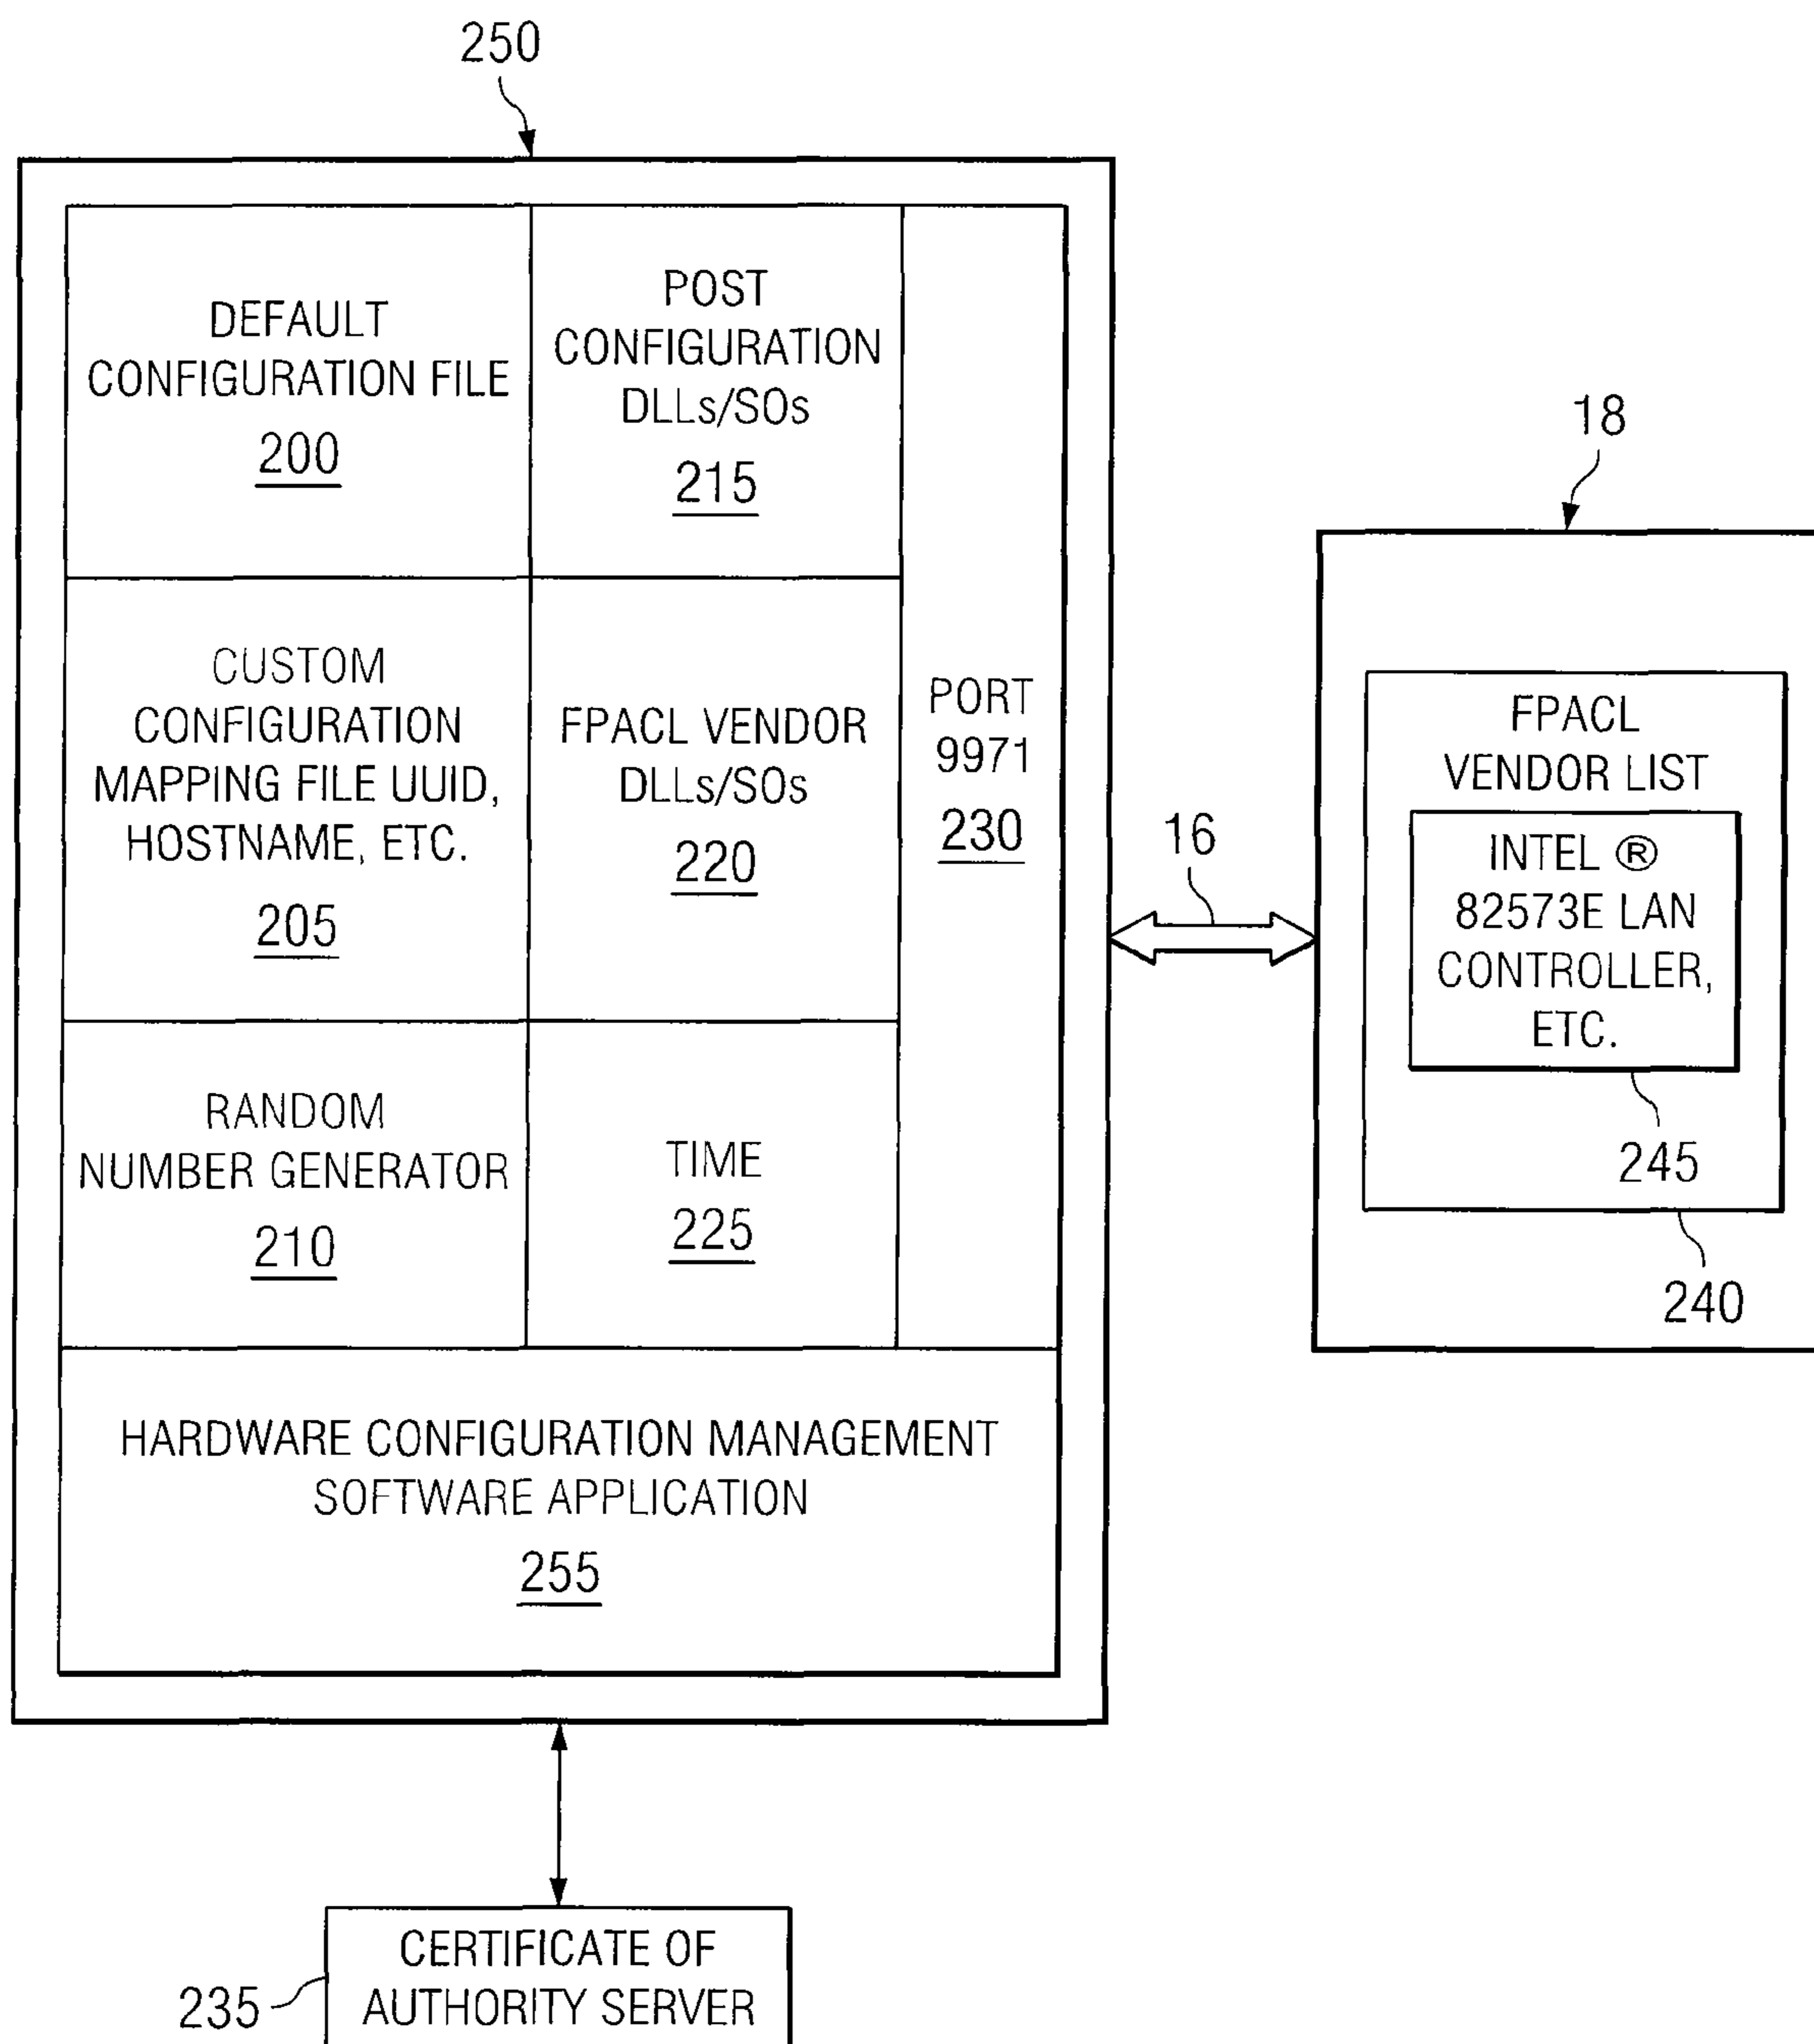 250
DEFAULT
CONFIGURATION FILE
200
POST
CONFIGURATION
DLLs/SOs
215
CUSTOM
CONFIGURATION
MAPPING FILE UUID,
HOSTNAME, ETC.
205
FPACL VENDOR
DLLs/SOs
220
PORT
9971
230
RANDOM
NUMBER GENERATOR
210
TIME
225
HARDWARE CONFIGURATION MANAGEMENT
SOFTWARE APPLICATION
255
16
18
FPACL
VENDOR LIST
INTEL ®
82573E LAN
CONTROLLER,
ETC.
245
240
CERTIFICATE OF
AUTHORITY SERVER
235